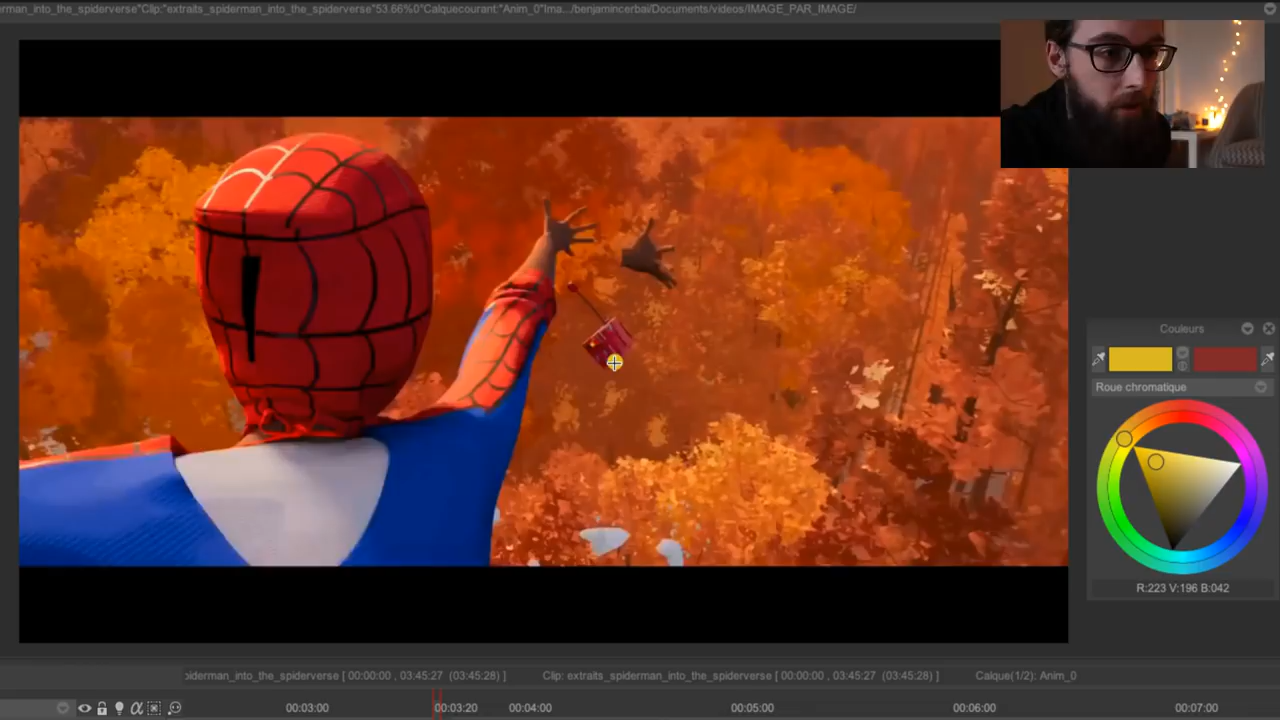 rman_into_the_spiderverse"Clip:"extraits_spiderman_into_the_spiderverse"53.66%0"Calquecourant:"Anim_0"Ima.../benjamincerbai/Documents/videos/IMAGE_PAR_IMAGE/
Couleurs
Roue chromatique
R:223 V:196 B:042
piderman_into_the_spiderverse [ 00:00:00 , 03:45:27 (03:45:28) ]
Clip: extraits_spiderman_into_the_spiderverse [ 00:00:00 , 03:45:27 (03:45:28) ]
Calque(1/2): Anim_0
00:03:00
00:03:20
00:04:00
00:05:00
00:06:00
00:07:00